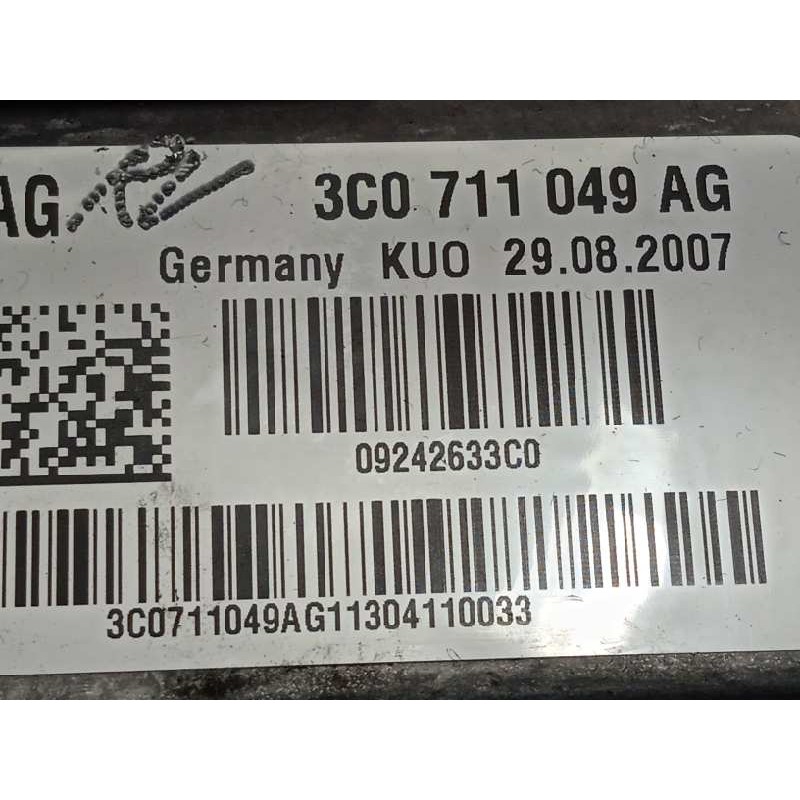 AG 3C0 711 049 AG
Germany KUO 29.08.2007
09242633C0
3C0711049AG11304110033